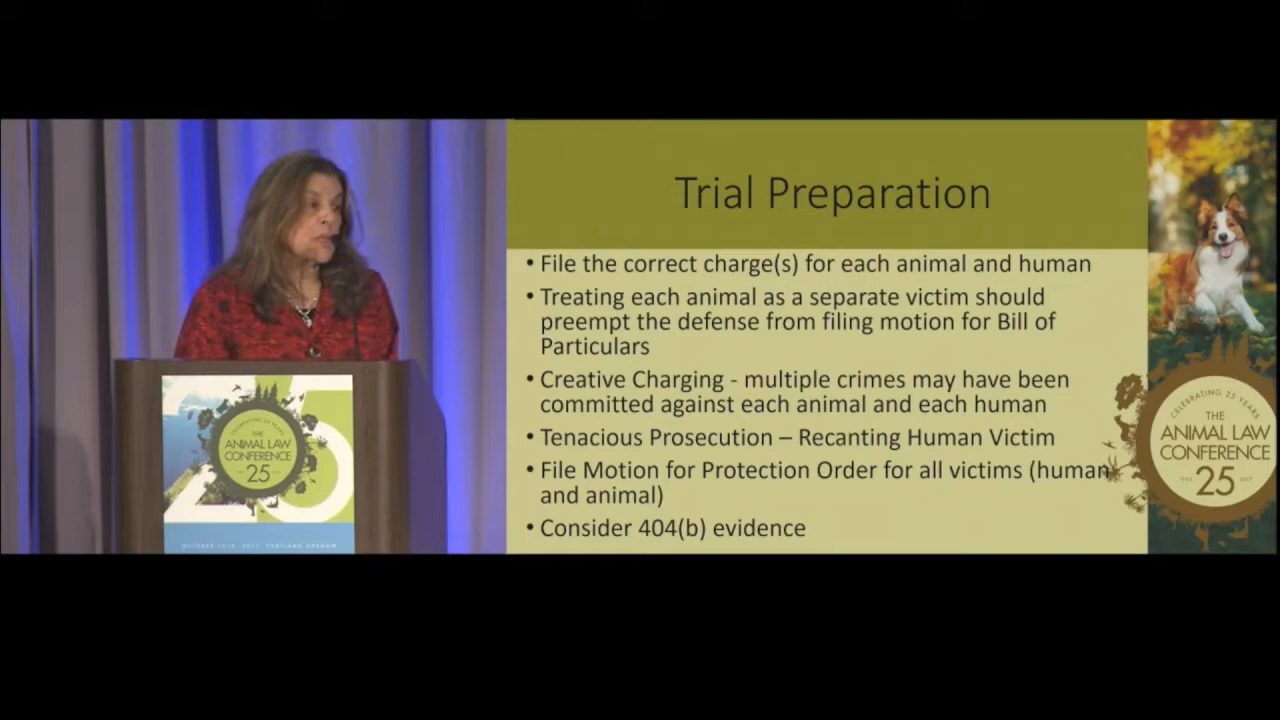 Trial Preparation
• File the correct charge(s) for each animal and human
• Treating each animal as a separate victim should
preempt the defense from filing motion for Bill of
Particulars
• Creative Charging - multiple crimes may have been
committed against each animal and each human
• Tenacious Prosecution – Recanting Human Victim
• File Motion for Protection Order for all victims (human
and animal)
• Consider 404(b) evidence
CELEBRATING 25 YEARS
THE
ANIMAL LAW
CONFERENCE
25
CELEBRATING 25 YEARS
THE
ANIMAL LAW
CONFERENCE
25